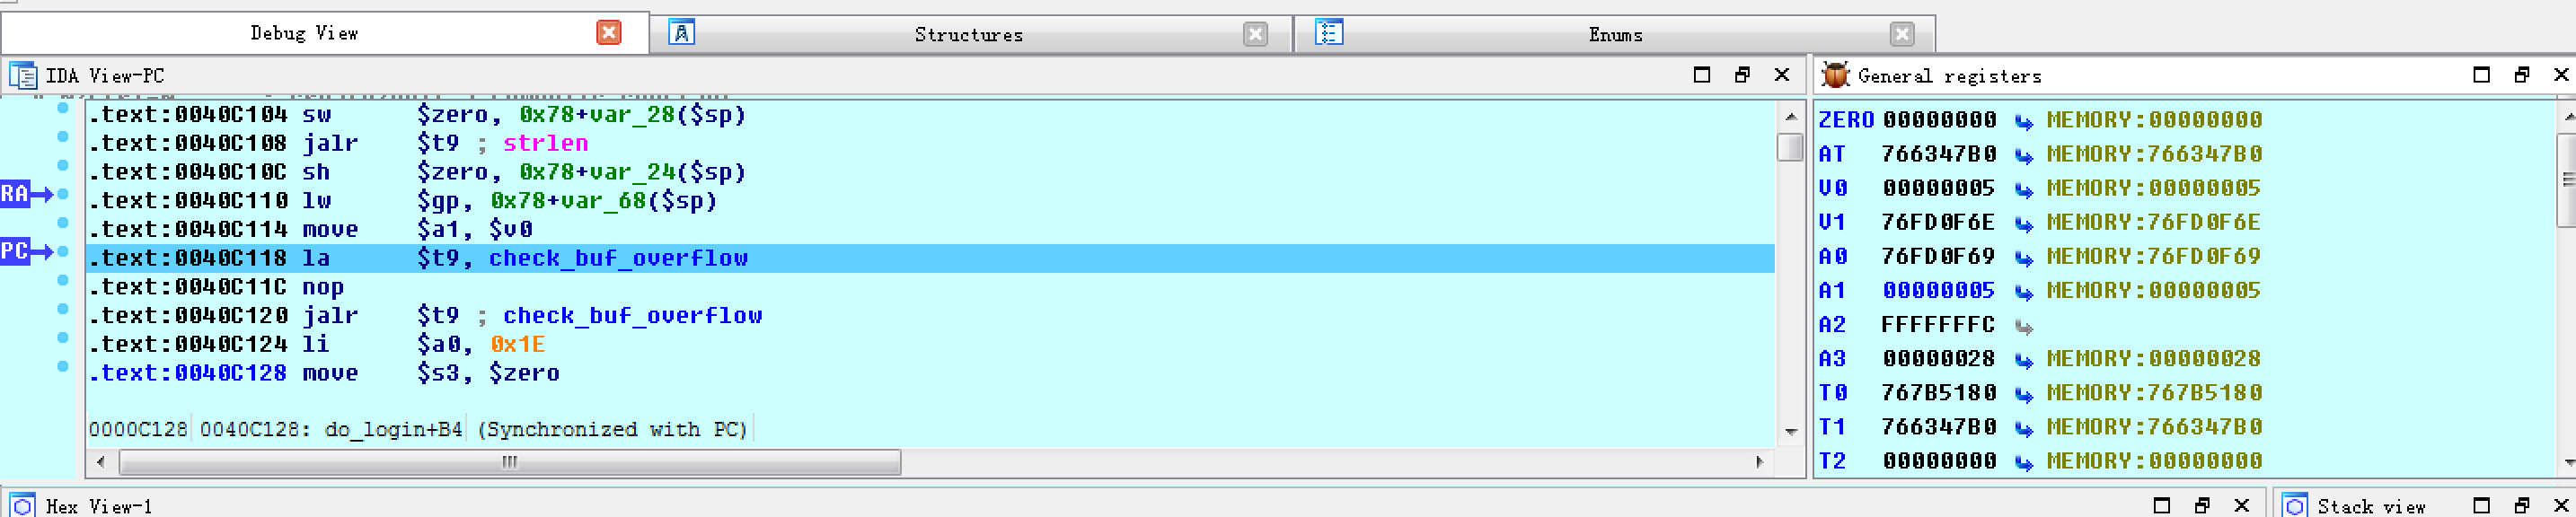 Debug View
Structures
Enums
IDA View-PC
.text:0040C104 sw $zero, 0x78+var_28($sp)
.text:0040C108 jalr $t9 ; strlen
.text:0040C10C sh $zero, 0x78+var_24($sp)
RA
.text:0040C110 lw $gp, 0x78+var_68($sp)
.text:0040C114 move $a1, $v0
PC
.text:0040C118 la $t9, check_buf_overflow
.text:0040C11C nop
.text:0040C120 jalr $t9 ; check_buf_overflow
.text:0040C124 li $a0, 0x1E
.text:0040C128 move $s3, $zero
0000C128 0040C128: do_login+B4 (Synchronized with PC)
General registers
ZERO 00000000 MEMORY:00000000
AT 766347B0 MEMORY:766347B0
V0 00000005 MEMORY:00000005
V1 76FD0F6E MEMORY:76FD0F6E
A0 76FD0F69 MEMORY:76FD0F69
A1 00000005 MEMORY:00000005
A2 FFFFFFFC
A3 00000028 MEMORY:00000028
T0 767B5180 MEMORY:767B5180
T1 766347B0 MEMORY:766347B0
T2 00000000 MEMORY:00000000
Hex View-1
Stack view